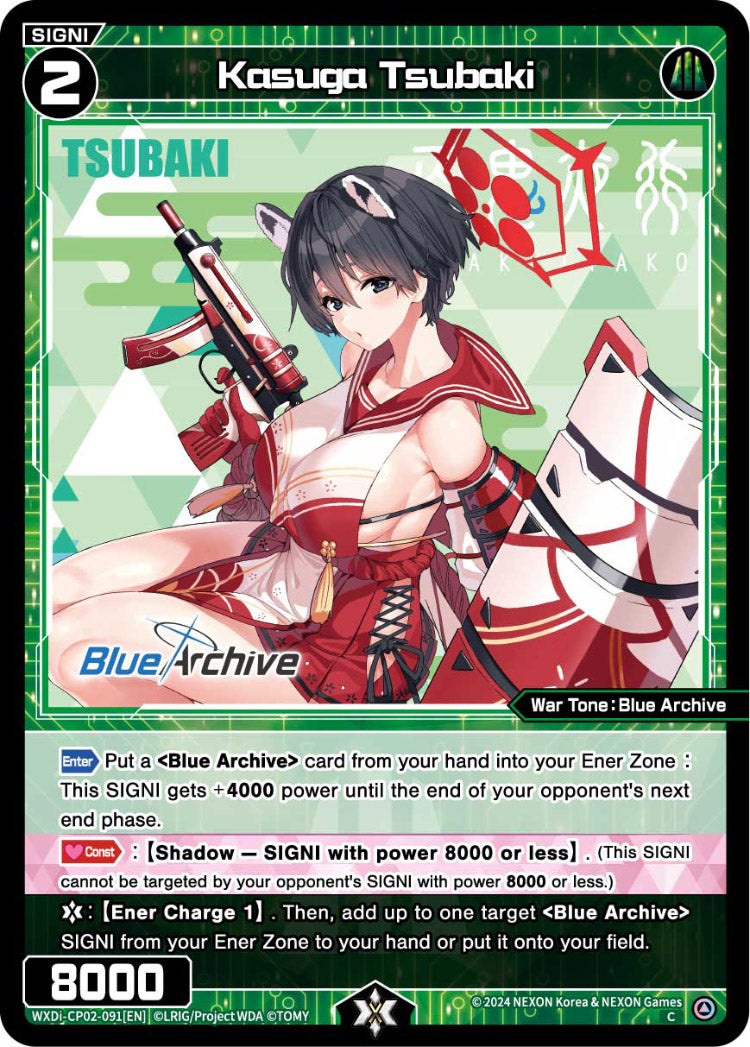 SIGNI
2
Kasuga Tsubaki
TSUBAKI
Blue Archive
War Tone:Blue Archive
Enter Put a <Blue Archive> card from your hand into your Ener Zone :
This SIGNI gets +4000 power until the end of your opponent's next
end phase.
Const : 【Shadow — SIGNI with power 8000 or less】. (This SIGNI
cannot be targeted by your opponent's SIGNI with power 8000 or less.)
: 【Ener Charge 1】. Then, add up to one target <Blue Archive>
SIGNI from your Ener Zone to your hand or put it onto your field.
8000
WXDi-CP02-091[EN] ©LRIG/Project WDA ©TOMY
©2024 NEXON Korea & NEXON Games
C